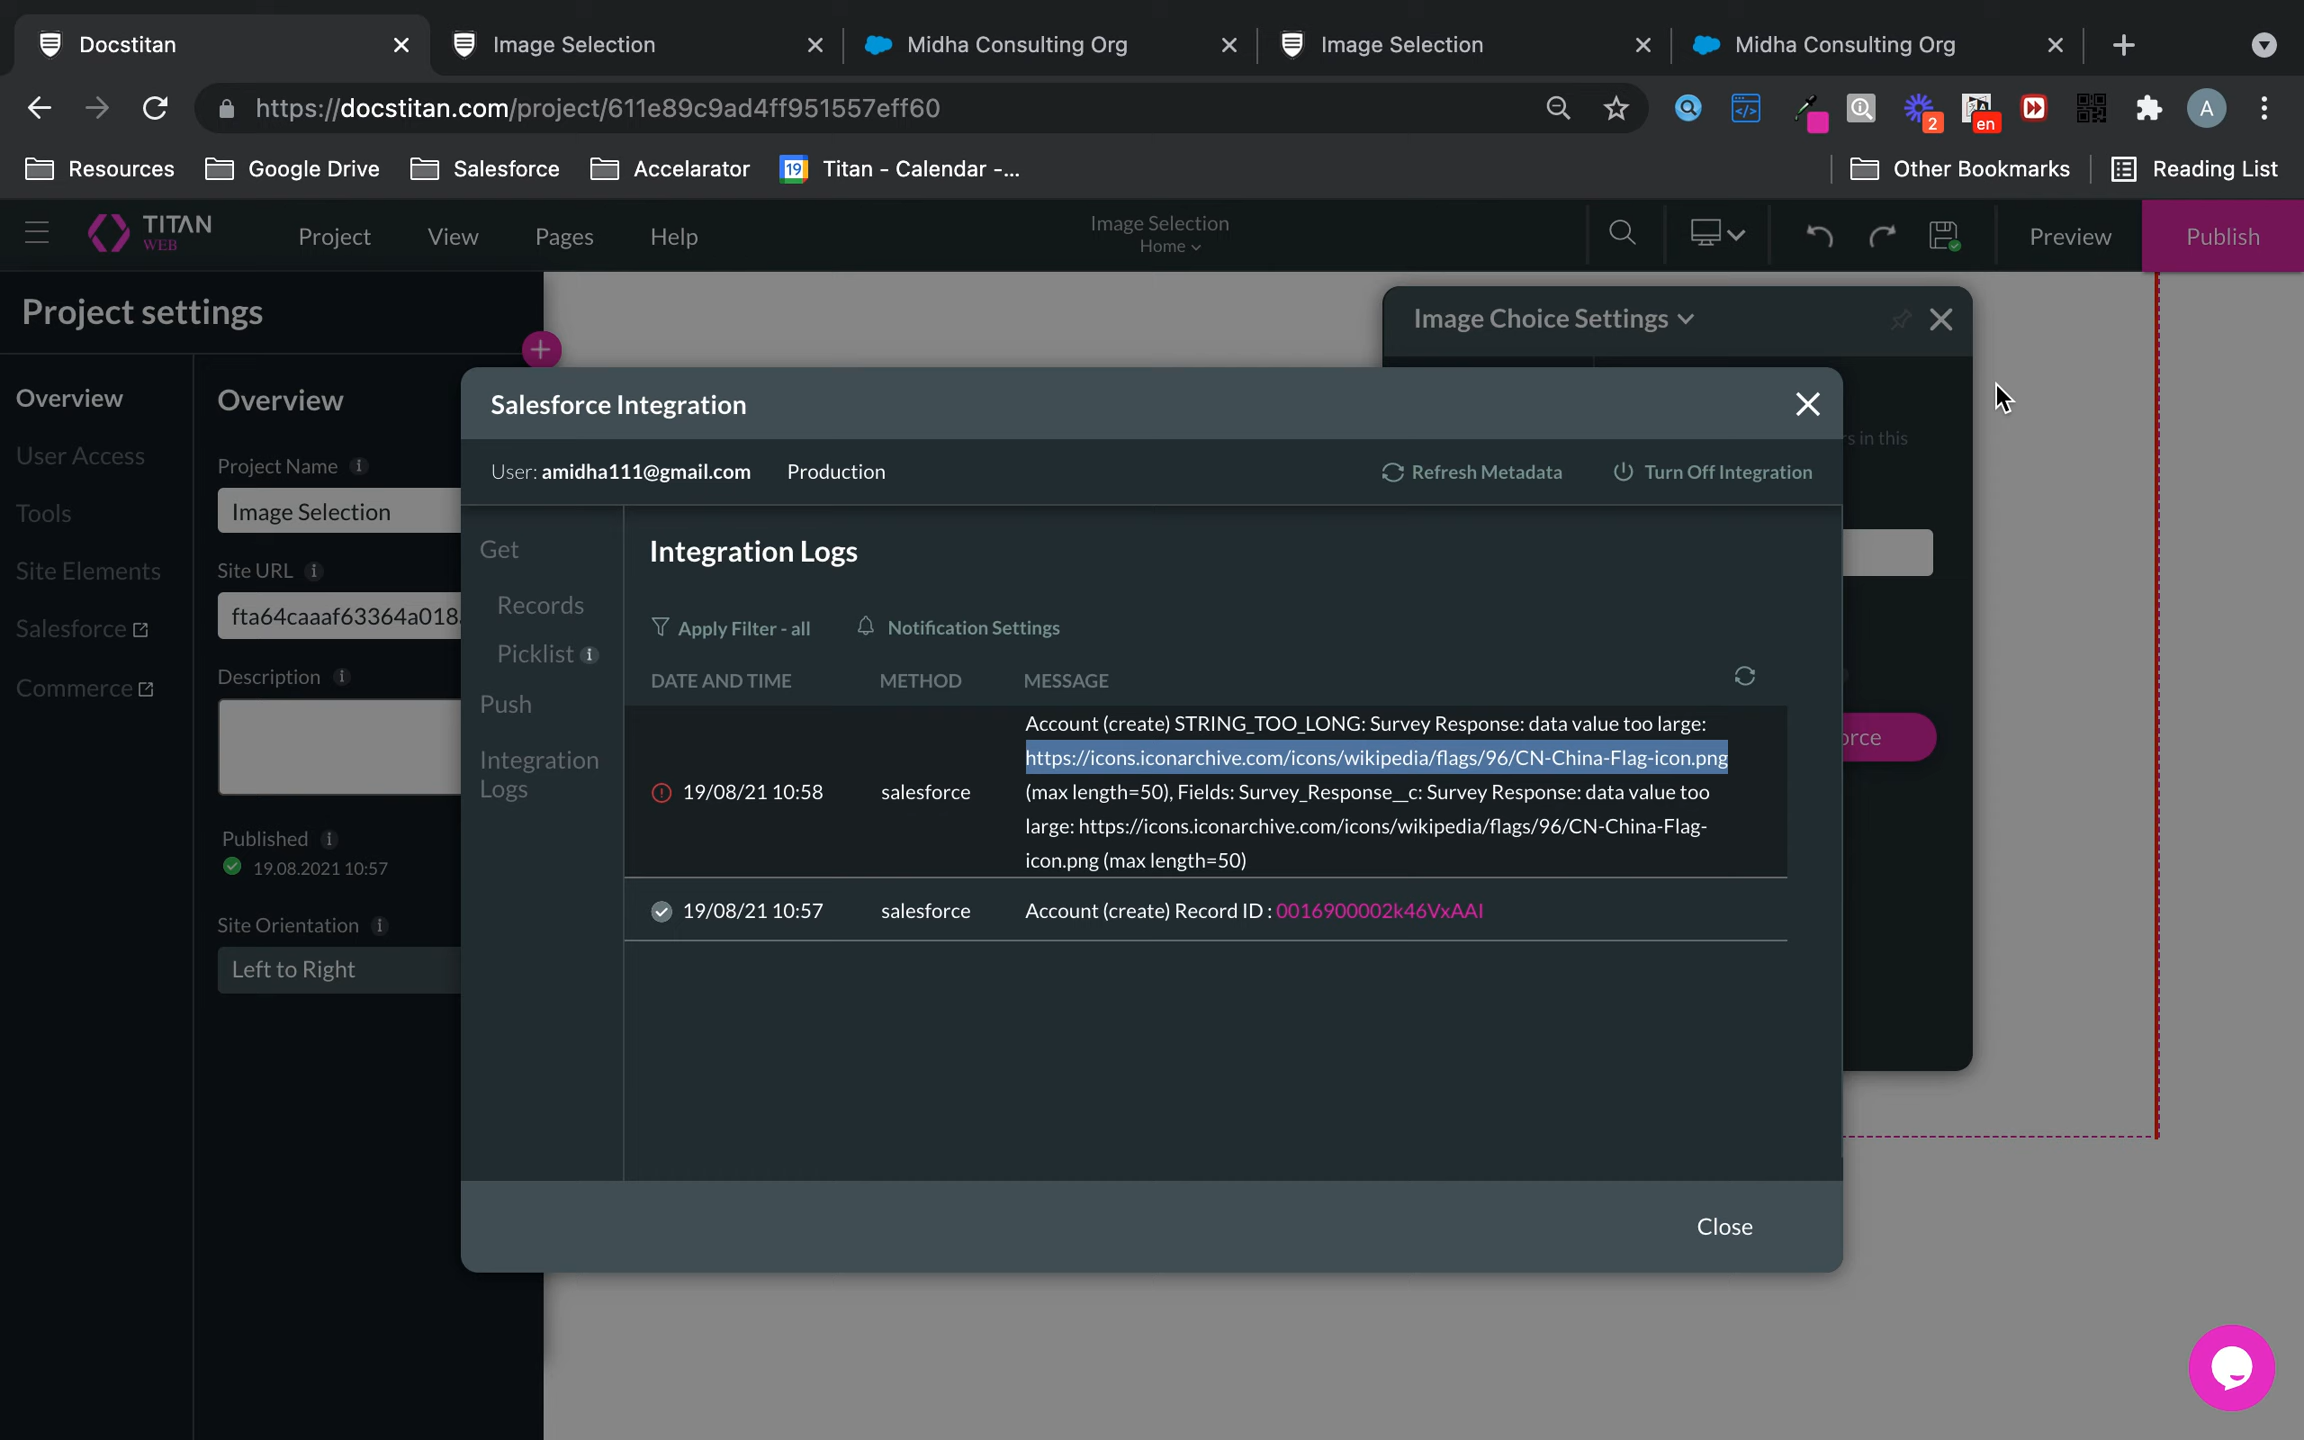 Docstitan
Image Selection
Midha Consulting Org
Image Selection
Midha Consulting Org
https://docstitan.com/project/611e89c9ad4ff951557eff60
2
en
A
Resources
Google Drive
Salesforce
Accelarator
19
Titan - Calendar -...
Other Bookmarks
Reading List
TITAN
WEB
Project
View
Pages
Help
Image Selection
Home
Preview
Publish
Project settings
Overview
User Access
Tools
Site Elements
Salesforce
Commerce
Overview
Project Name
Image Selection
Site URL
fta64caaaf63364a018
Description
Published
19.08.2021 10:57
Site Orientation
Left to Right
Image Choice Settings
rs in this
orce
Salesforce Integration
User: amidha111@gmail.com Production
Refresh Metadata
Turn Off Integration
Get
Records
Picklist
Push
Integration
Logs
Integration Logs
Apply Filter - all
Notification Settings
DATE AND TIME METHOD MESSAGE
19/08/21 10:58 salesforce
Account (create) STRING_TOO_LONG: Survey Response: data value too large:
https://icons.iconarchive.com/icons/wikipedia/flags/96/CN-China-Flag-icon.png
(max length=50), Fields: Survey_Response__c: Survey Response: data value too
large: https://icons.iconarchive.com/icons/wikipedia/flags/96/CN-China-Flag-
icon.png (max length=50)
19/08/21 10:57 salesforce Account (create) Record ID : 0016900002k46VxAAI
Close